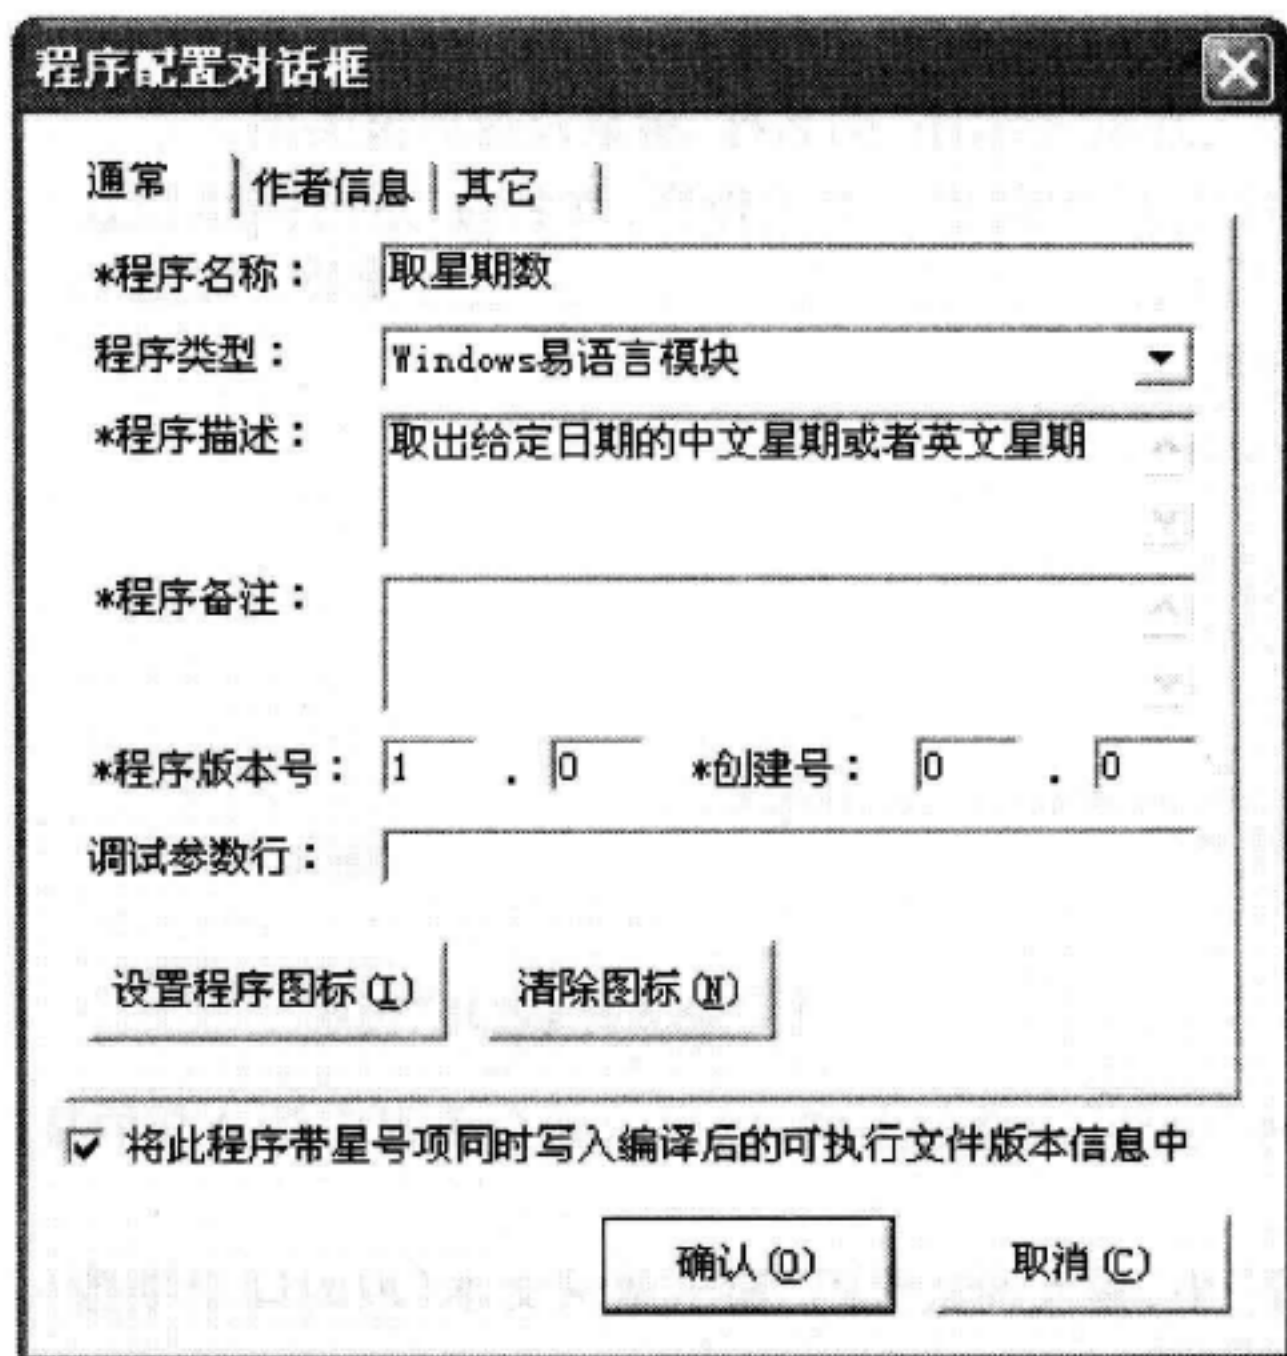 程序配置对话框
通常 作者信息 其它
*程序名称： 取星期数
程序类型： Windows易语言模块
*程序描述： 取出给定日期的中文星期或者英文星期
*程序备注：
*程序版本号： 1 . 0 *创建号： 0 . 0
调试参数行：
设置程序图标(I) 清除图标(N)
将此程序带星号项同时写入编译后的可执行文件版本信息中
确认(O) 取消(C)